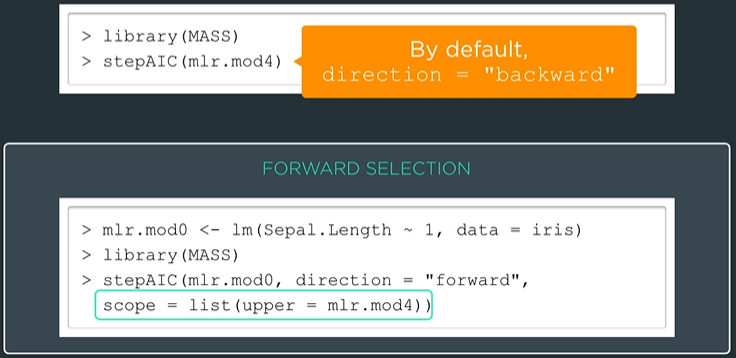 > library(MASS)
> stepAIC(mlr.mod4)
By default,
direction = "backward"
FORWARD SELECTION
> mlr.mod0 <- lm(Sepal.Length ~ 1, data = iris)
> library(MASS)
> stepAIC(mlr.mod0, direction = "forward",
scope = list(upper = mlr.mod4))